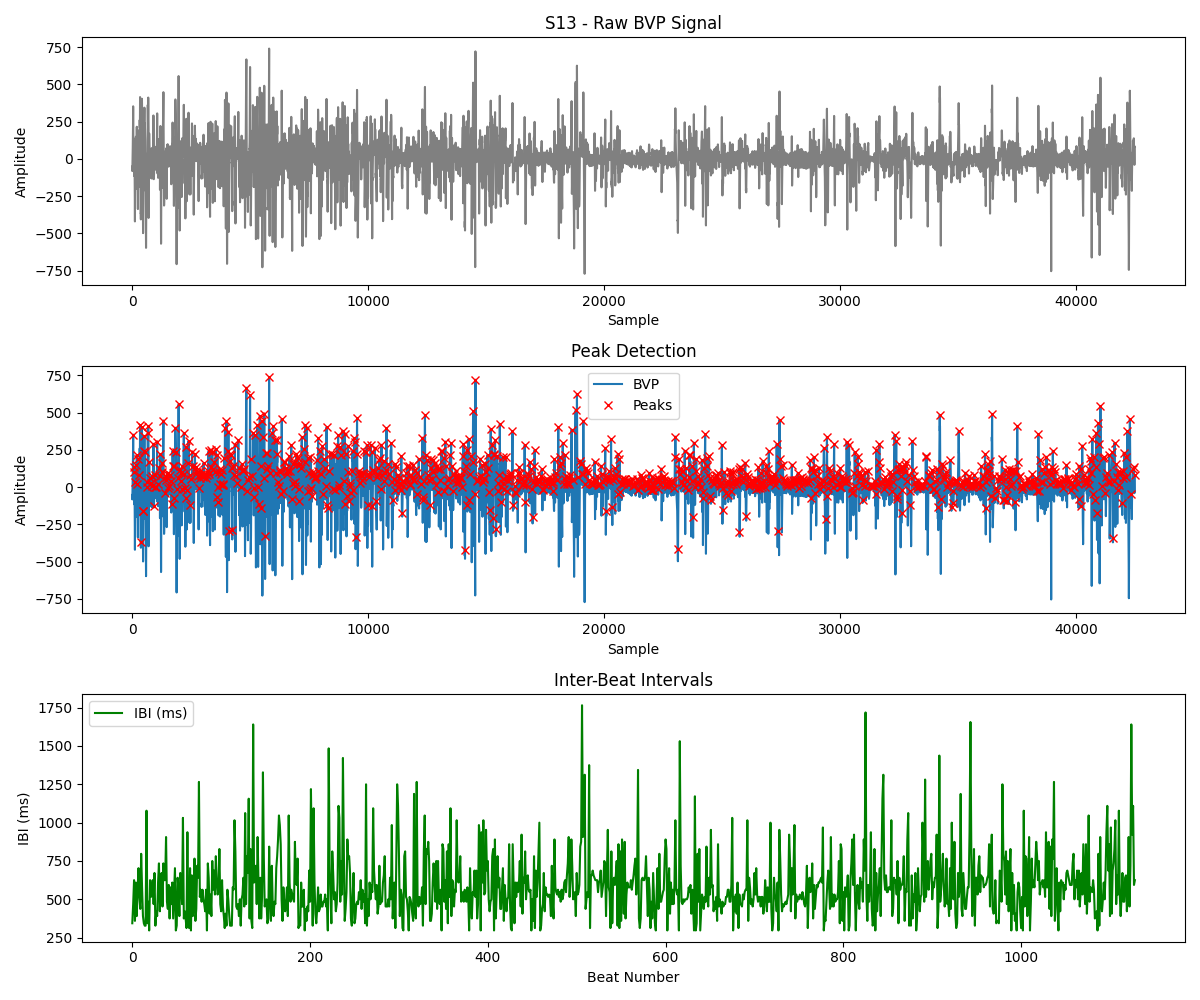 S13 - Raw BVP Signal
750
500
250
0
−250
−500
−750
Amplitude
0 10000 20000 30000 40000
Sample
Peak Detection
750
500
250
0
−250
−500
−750
Amplitude
BVP
Peaks
0 10000 20000 30000 40000
Sample
Inter-Beat Intervals
1750
1500
1250
1000
750
500
250
IBI (ms)
IBI (ms)
0 200 400 600 800 1000
Beat Number